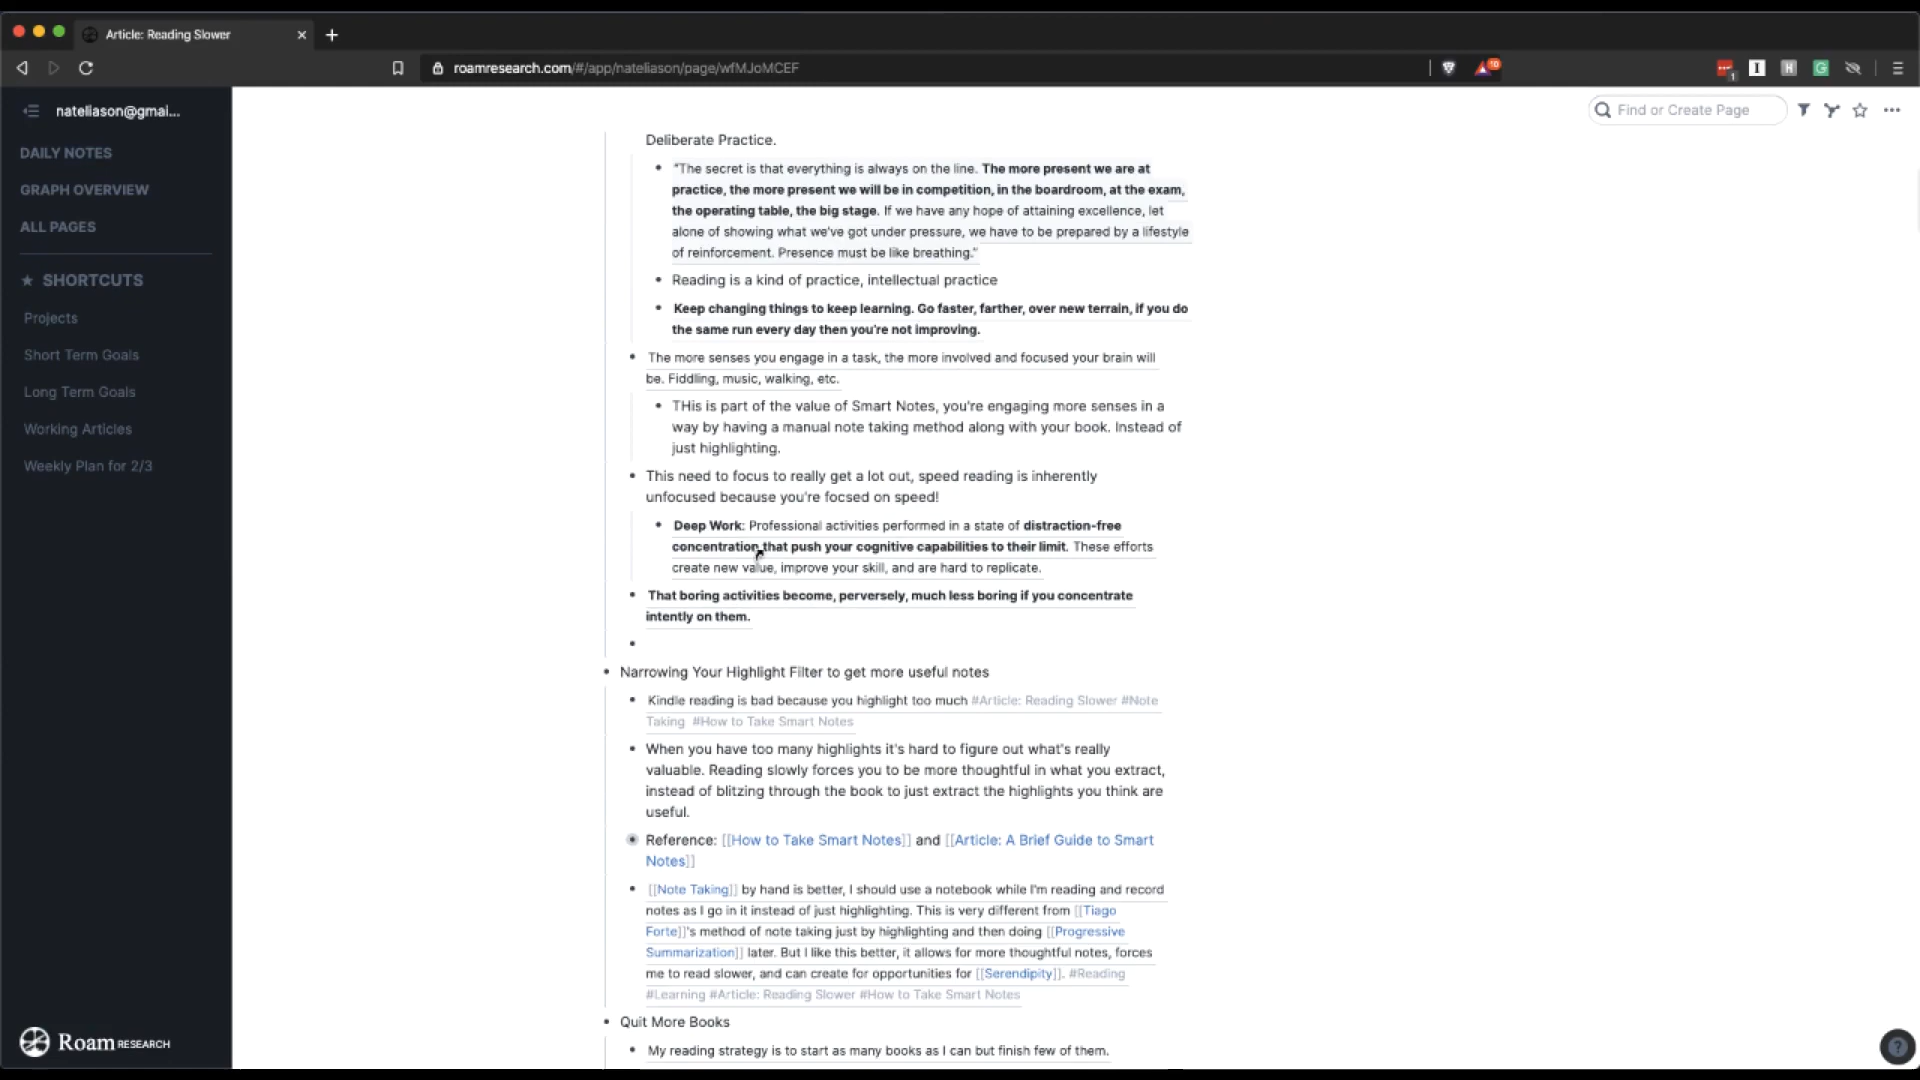 Article: Reading Slower
roamresearch.com/#/app/nateliason/page/wfMJoMCEF
10
1
nateliason@gmai...
Find or Create Page
DAILY NOTES
GRAPH OVERVIEW
ALL PAGES
SHORTCUTS
Projects
Short Term Goals
Long Term Goals
Working Articles
Weekly Plan for 2/3
Deliberate Practice.
"The secret is that everything is always on the line. The more present we are at
practice, the more present we will be in competition, in the boardroom, at the exam,
the operating table, the big stage. If we have any hope of attaining excellence, let
alone of showing what we've got under pressure, we have to be prepared by a lifestyle
of reinforcement. Presence must be like breathing."
Reading is a kind of practice, intellectual practice
Keep changing things to keep learning. Go faster, farther, over new terrain, if you do
the same run every day then you're not improving.
The more senses you engage in a task, the more involved and focused your brain will
be. Fiddling, music, walking, etc.
THis is part of the value of Smart Notes, you're engaging more senses in a
way by having a manual note taking method along with your book. Instead of
just highlighting.
This need to focus to really get a lot out, speed reading is inherently
unfocused because you're focsed on speed!
Deep Work: Professional activities performed in a state of distraction-free
concentration that push your cognitive capabilities to their limit. These efforts
create new value, improve your skill, and are hard to replicate.
That boring activities become, perversely, much less boring if you concentrate
intently on them.
Narrowing Your Highlight Filter to get more useful notes
Kindle reading is bad because you highlight too much #Article: Reading Slower #Note
Taking #How to Take Smart Notes
When you have too many highlights it's hard to figure out what's really
valuable. Reading slowly forces you to be more thoughtful in what you extract,
instead of blitzing through the book to just extract the highlights you think are
useful.
Reference: [[How to Take Smart Notes]] and [[Article: A Brief Guide to Smart
Notes]]
[[Note Taking]] by hand is better, I should use a notebook while I'm reading and record
notes as I go in it instead of just highlighting. This is very different from [[Tiago
Forte]]'s method of note taking just by highlighting and then doing [[Progressive
Summarization]] later. But I like this better, it allows for more thoughtful notes, forces
me to read slower, and can create for opportunities for [[Serendipity]]. #Reading
#Learning #Article: Reading Slower #How to Take Smart Notes
Quit More Books
My reading strategy is to start as many books as I can but finish few of them.
Roam RESEARCH